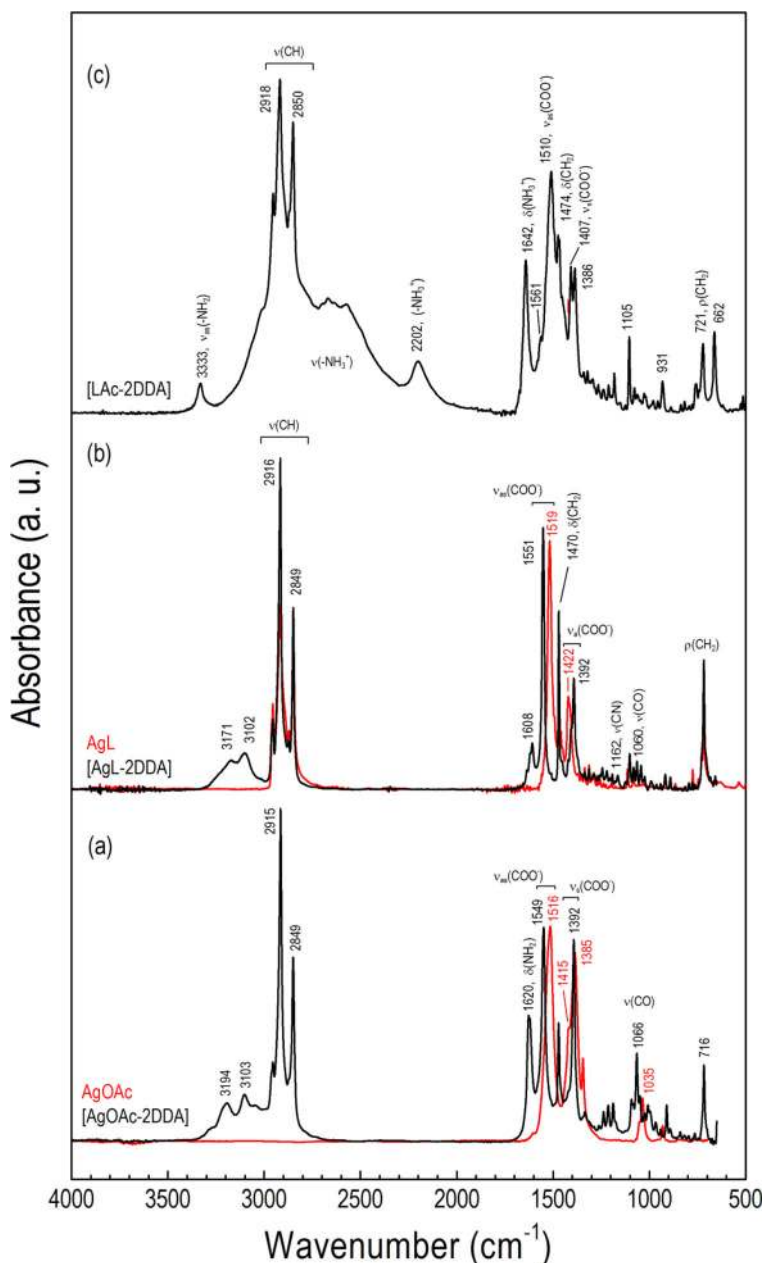 (c)
ν(CH)
2918
2850
3333, νas(-NH₂)
ν(-NH₃⁺)
2202, (-NH₃⁺)
1642, δ(NH₃⁺)
1561
1510, νas(COO⁻)
1474, δ(CH₂)
1407, νs(COO⁻)
1386
1105
931
721, ρ(CH₂)
662
[LAc-2DDA]
(b)
ν(CH)
2916
2849
3171
3102
νas(COO⁻)
1608
1551
1519
1470, δ(CH₂)
νs(COO⁻)
1422
1392
1162, ν(CN)
1060, ν(CO)
ρ(CH₂)
AgL
[AgL-2DDA]
(a)
2915
2849
3194
3103
νas(COO⁻)
1620, δ(NH₂)
1549
1516
νs(COO⁻)
1415
1392
1385
ν(CO)
1066
1035
716
AgOAc
[AgOAc-2DDA]
Absorbance (a. u.)
4000 3500 3000 2500 2000 1500 1000 500
Wavenumber (cm⁻¹)